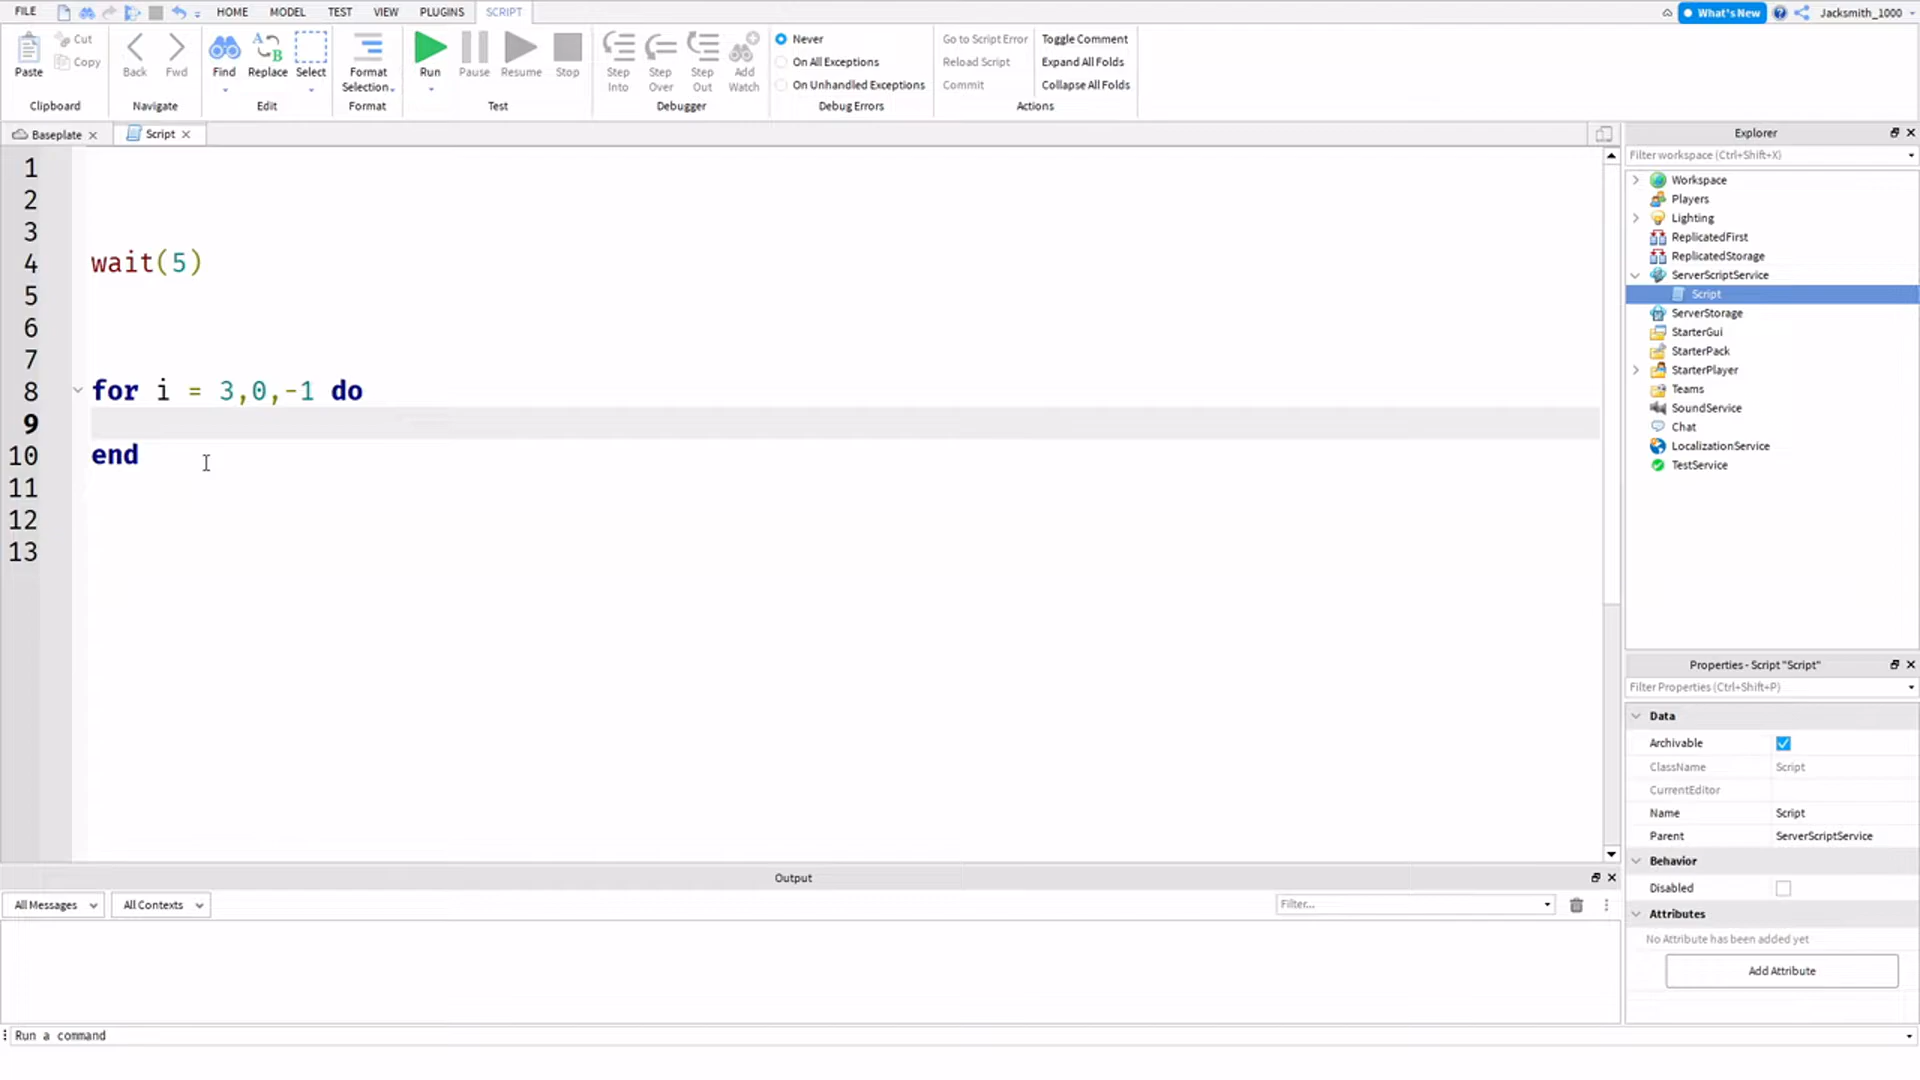 FILE HOME MODEL TEST VIEW PLUGINS SCRIPT What's New Jacksmith_1000
Paste Cut Copy Back Fwd Find Replace Select Format Selection Run Pause Resume Stop Step Into Step Over Step Out Add Watch
Never
On All Exceptions
On Unhandled Exceptions
Go to Script Error Toggle Comment
Reload Script Expand All Folds
Commit Collapse All Folds
Clipboard Navigate Edit Format Test Debugger Debug Errors Actions
Baseplate Script
1
2
3
4 wait(5)
5
6
7
8 for i = 3,0,-1 do
9
10 end
11
12
13
Explorer
Filter workspace (Ctrl+Shift+X)
Workspace
Players
Lighting
ReplicatedFirst
ReplicatedStorage
ServerScriptService
Script
ServerStorage
StarterGui
StarterPack
StarterPlayer
Teams
SoundService
Chat
LocalizationService
TestService
Properties - Script "Script"
Filter Properties (Ctrl+Shift+P)
Data
Archivable
ClassName Script
CurrentEditor
Name Script
Parent ServerScriptService
Behavior
Disabled
Attributes
No Attribute has been added yet
Add Attribute
Output
All Messages All Contexts Filter...
Run a command